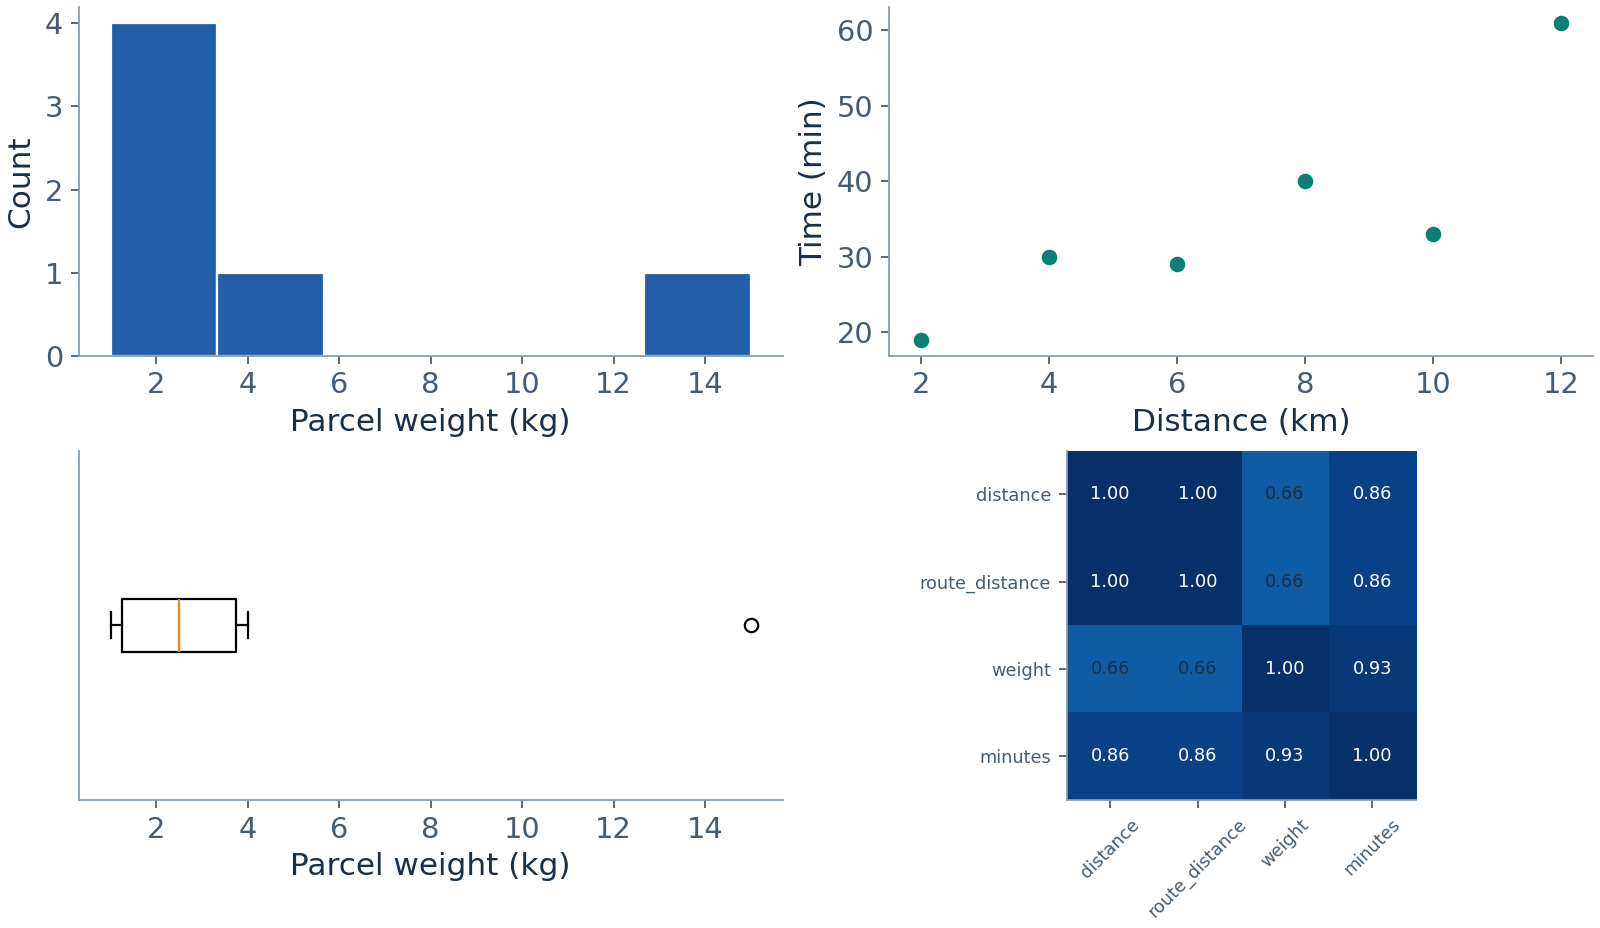 4
3
2
1
0
Count
2 4 6 8 10 12 14
Parcel weight (kg)
60
50
40
30
20
Time (min)
2 4 6 8 10 12
Distance (km)
2 4 6 8 10 12 14
Parcel weight (kg)
distance 1.00 1.00 0.66 0.86
route_distance 1.00 1.00 0.66 0.86
weight 0.66 0.66 1.00 0.93
minutes 0.86 0.86 0.93 1.00
distance route_distance weight minutes